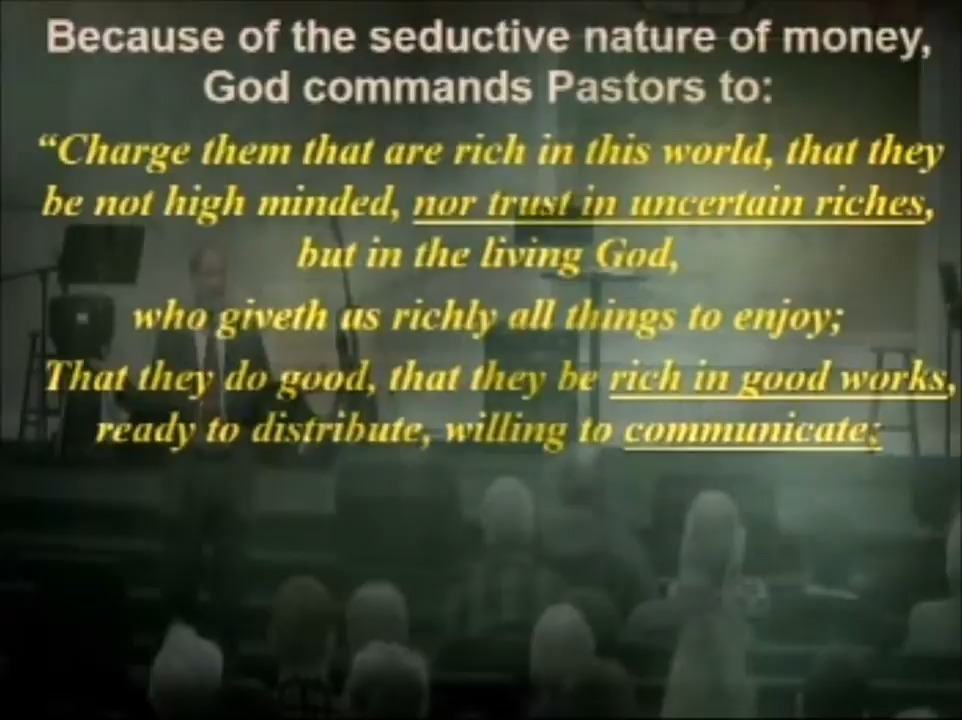 Because of the seductive nature of money,
God commands Pastors to:
“Charge them that are rich in this world, that they
be not high minded, nor trust in uncertain riches,
but in the living God,
who giveth us richly all things to enjoy;
That they do good, that they be rich in good works,
ready to distribute, willing to communicate;